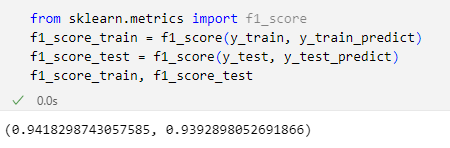 from sklearn.metrics import f1_score
f1_score_train = f1_score(y_train, y_train_predict)
f1_score_test = f1_score(y_test, y_test_predict)
f1_score_train, f1_score_test
0.0s
(0.9418298743057585, 0.9392898052691866)